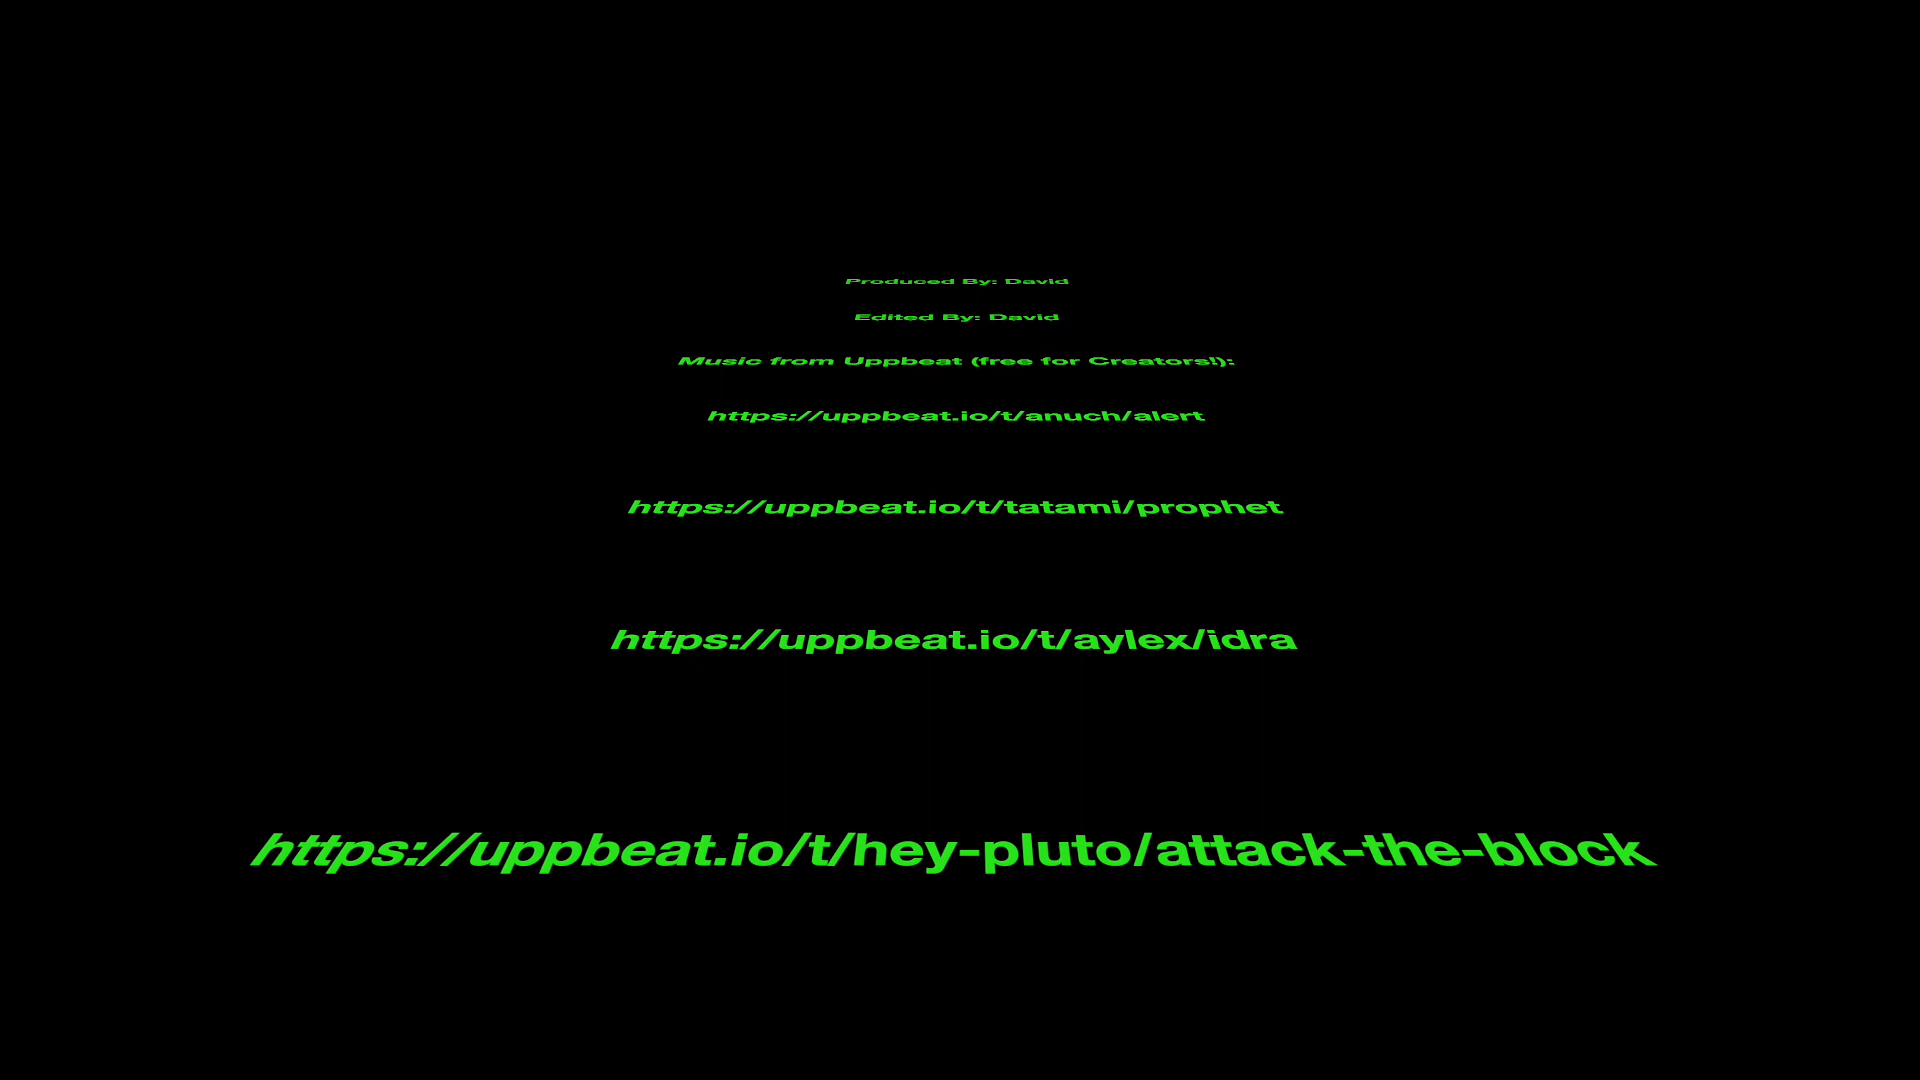 Produced By: David
Edited By: David
Music from Uppbeat (free for Creators!):
https://uppbeat.io/t/anuch/alert
https://uppbeat.io/t/tatami/prophet
https://uppbeat.io/t/aylex/idra
https://uppbeat.io/t/hey-pluto/attack-the-block